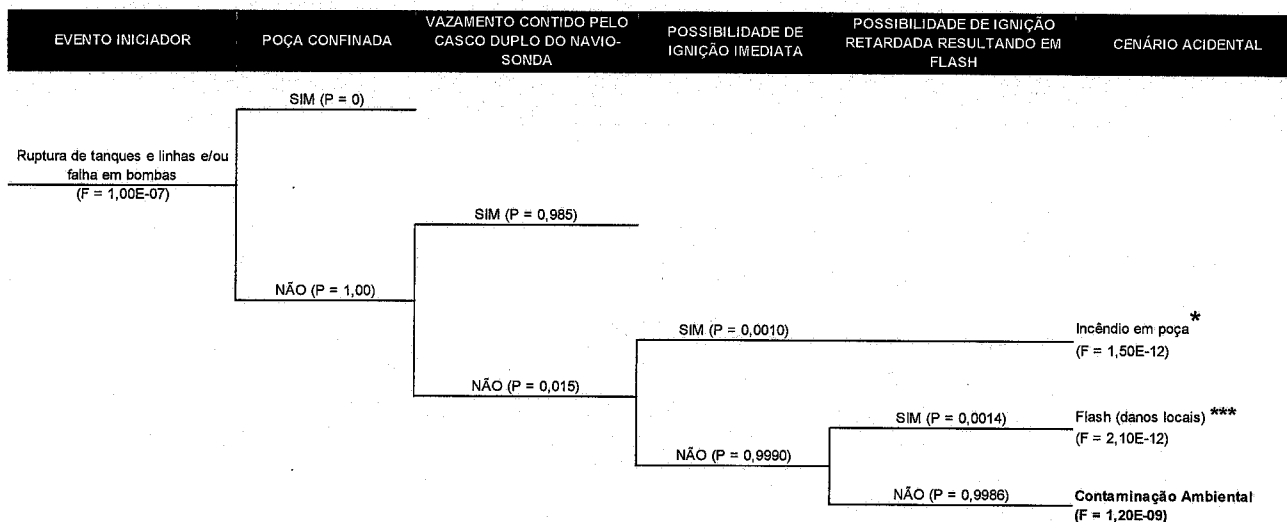 EVENTO INICIADOR
POÇA CONFINADA
VAZAMENTO CONTIDO PELO
CASCO DUPLO DO NAVIO-
SONDA
POSSIBILIDADE DE
IGNIÇÃO IMEDIATA
POSSIBILIDADE DE IGNIÇÃO
RETARDADA RESULTANDO EM
FLASH
CENÁRIO ACIDENTAL
SIM (P = 0)
Ruptura de tanques e linhas e/ou
falha em bombas
(F = 1,00E-07)
SIM (P = 0,985)
NÃO (P = 1,00)
SIM (P = 0,0010)
Incêndio em poça *
(F = 1,50E-12)
NÃO (P = 0,015)
SIM (P = 0,0014)
Flash (danos locais) ***
(F = 2,10E-12)
NÃO (P = 0,9990)
NÃO (P = 0,9986)
Contaminação Ambiental
(F = 1,20E-09)